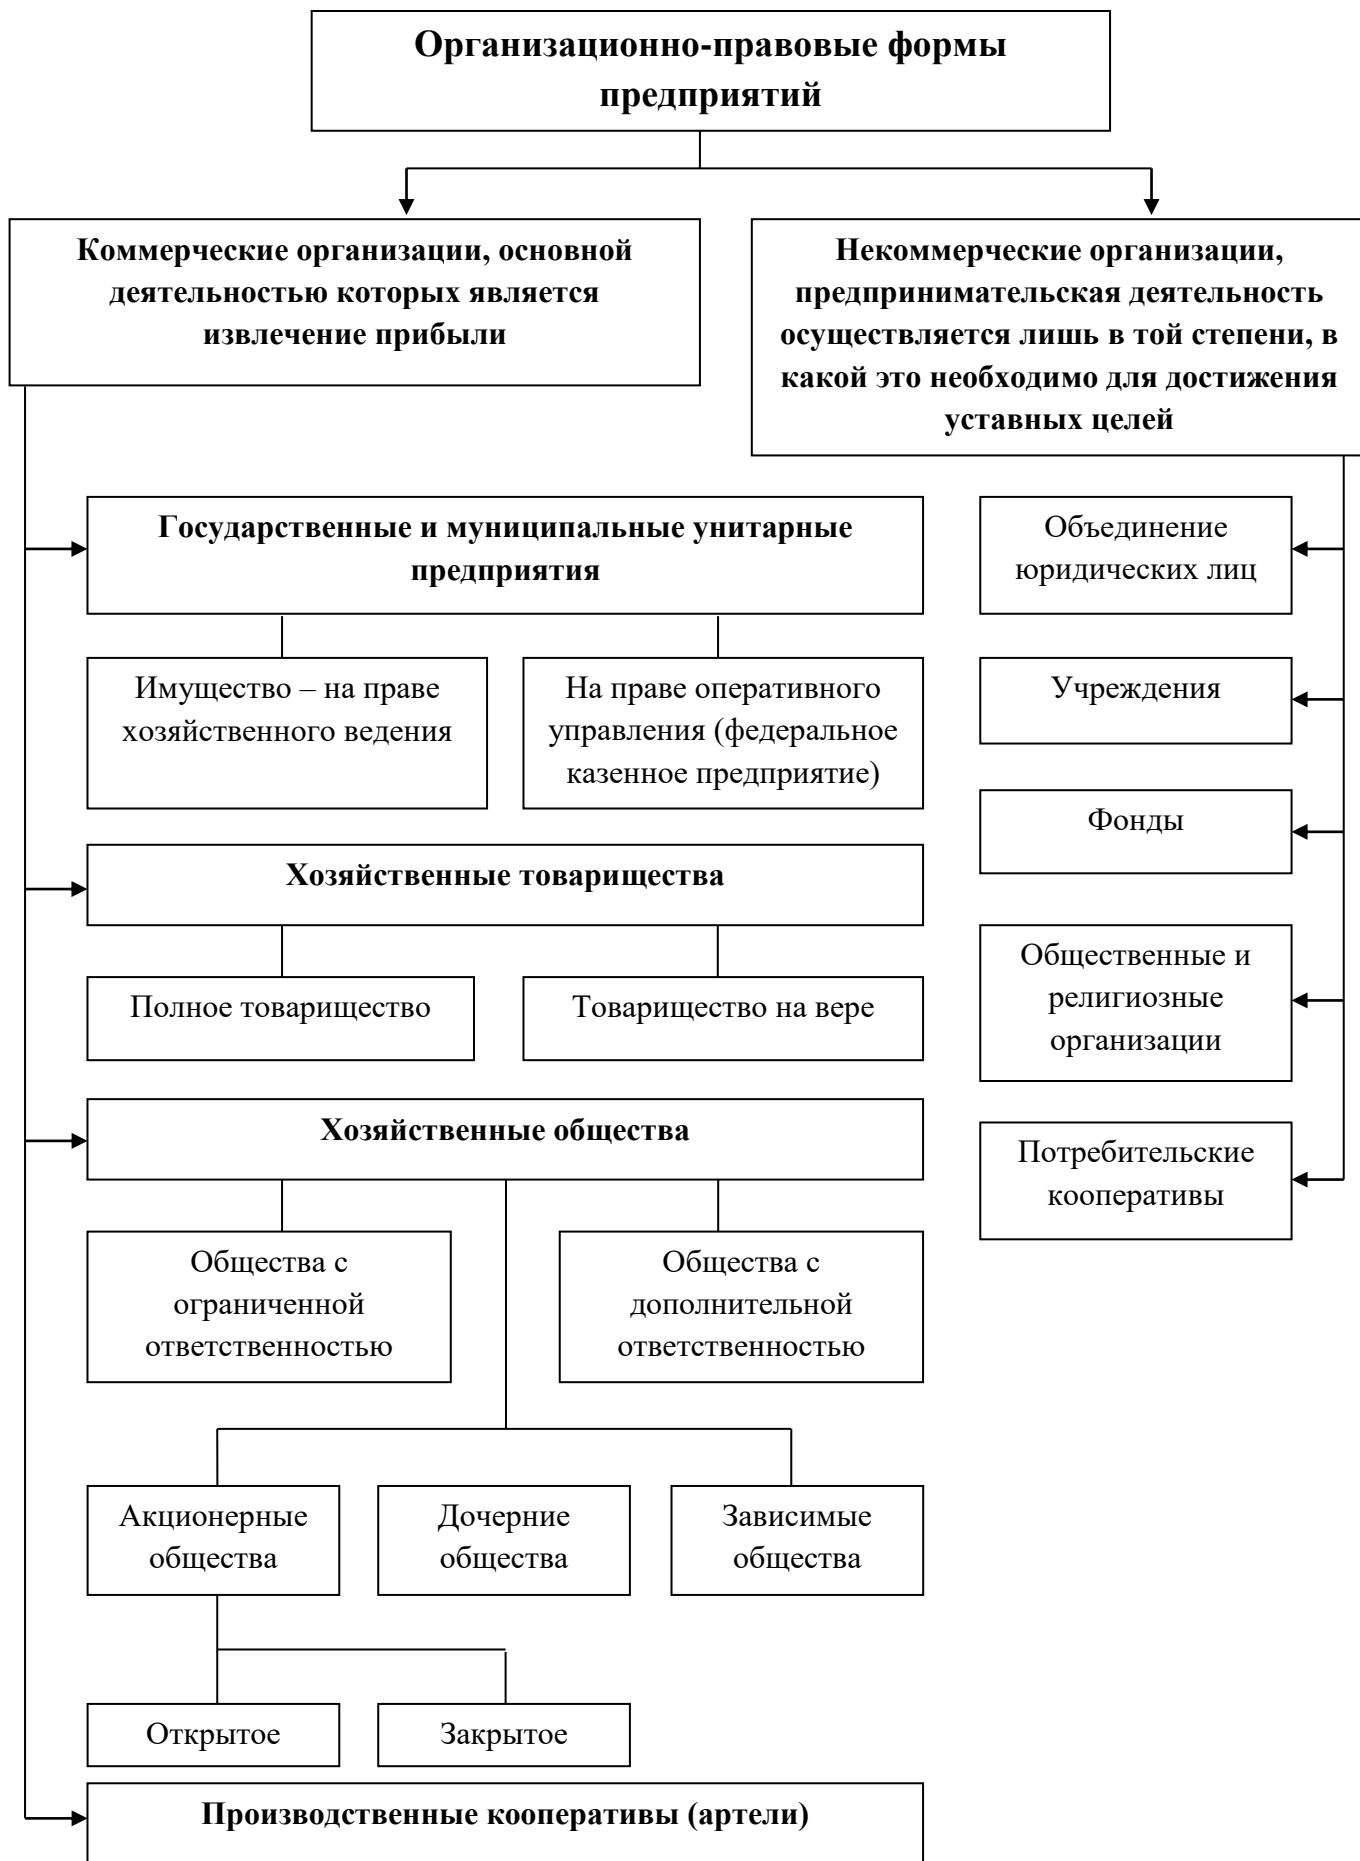 Организационно-правовые формы
предприятий
Коммерческие организации, основной
деятельностью которых является
извлечение прибыли
Некоммерческие организации,
предпринимательская деятельность
осуществляется лишь в той степени, в
какой это необходимо для достижения
уставных целей
Государственные и муниципальные унитарные
предприятия
Имущество – на праве
хозяйственного ведения
На праве оперативного
управления (федеральное
казенное предприятие)
Хозяйственные товарищества
Полное товарищество
Товарищество на вере
Хозяйственные общества
Общества с
ограниченной
ответственностью
Общества с
дополнительной
ответственностью
Акционерные
общества
Дочерние
общества
Зависимые
общества
Открытое
Закрытое
Производственные кооперативы (артели)
Объединение
юридических лиц
Учреждения
Фонды
Общественные и
религиозные
организации
Потребительские
кооперативы